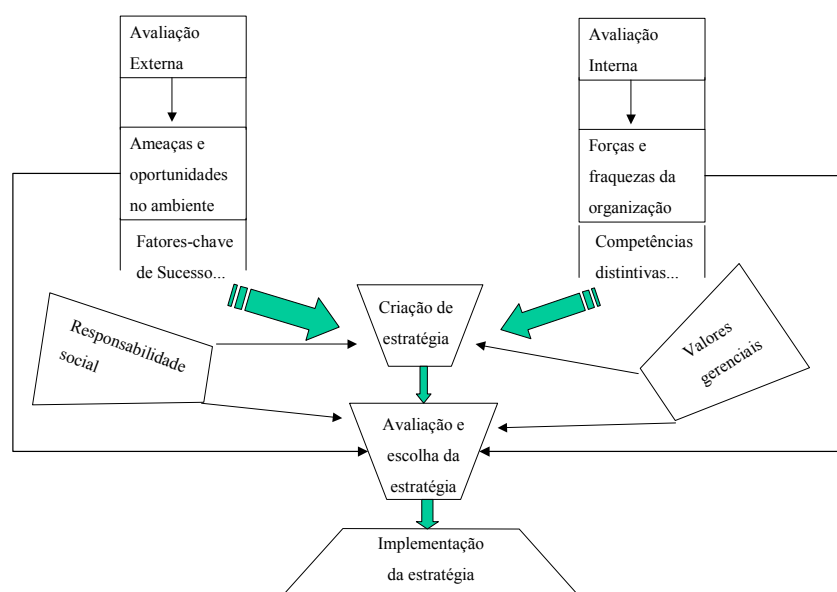 Avaliação
Externa
Ameaças e
oportunidades
no ambiente
Fatores-chave
de Sucesso...
Avaliação
Interna
Forças e
fraquezas da
organização
Competências
distintivas...
Criação de
estratégia
Responsabilidade
social
Valores
gerenciais
Avaliação e
escolha da
estratégia
Implementação
da estratégia